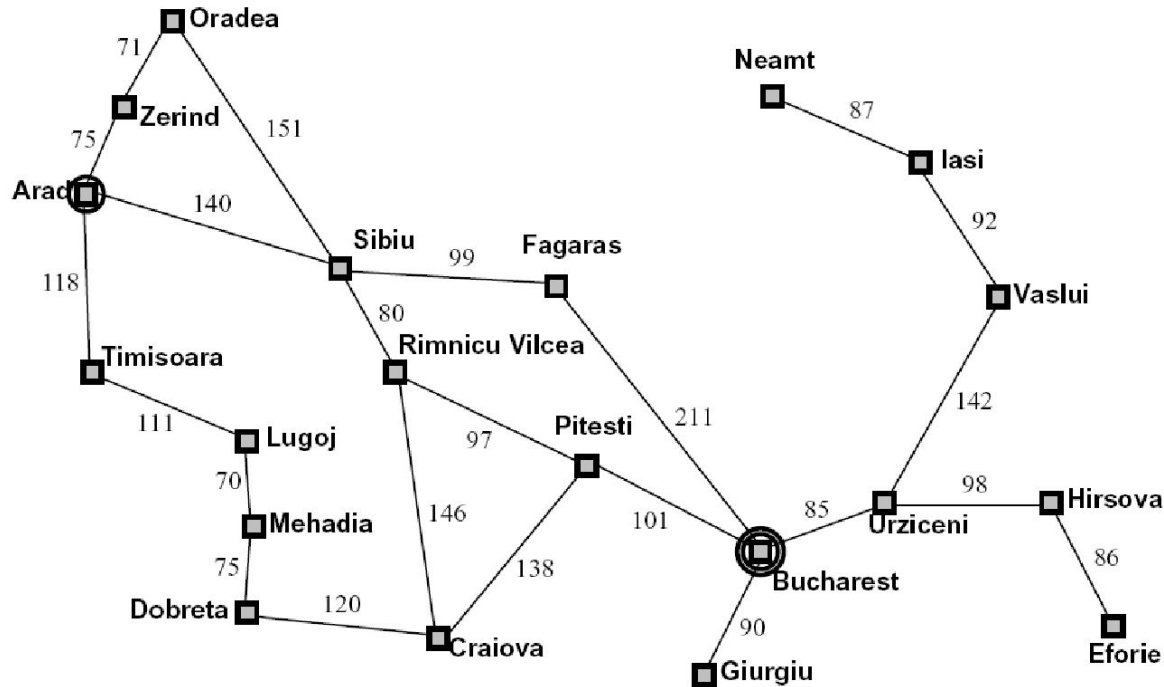 Oradea
71
Neamt
87
Zerind
151
75
Iasi
Arad
140
92
Sibiu
Fagaras
99
118
80
Vaslui
Timisoara
Rimnicu Vilcea
142
111
211
Lugoj
97
Pitesti
70
98
Hirsova
85
Urziceni
Mehadia
146
101
86
75
138
Bucharest
Dobreta
120
90
Craiova
Giurgiu
Eforie